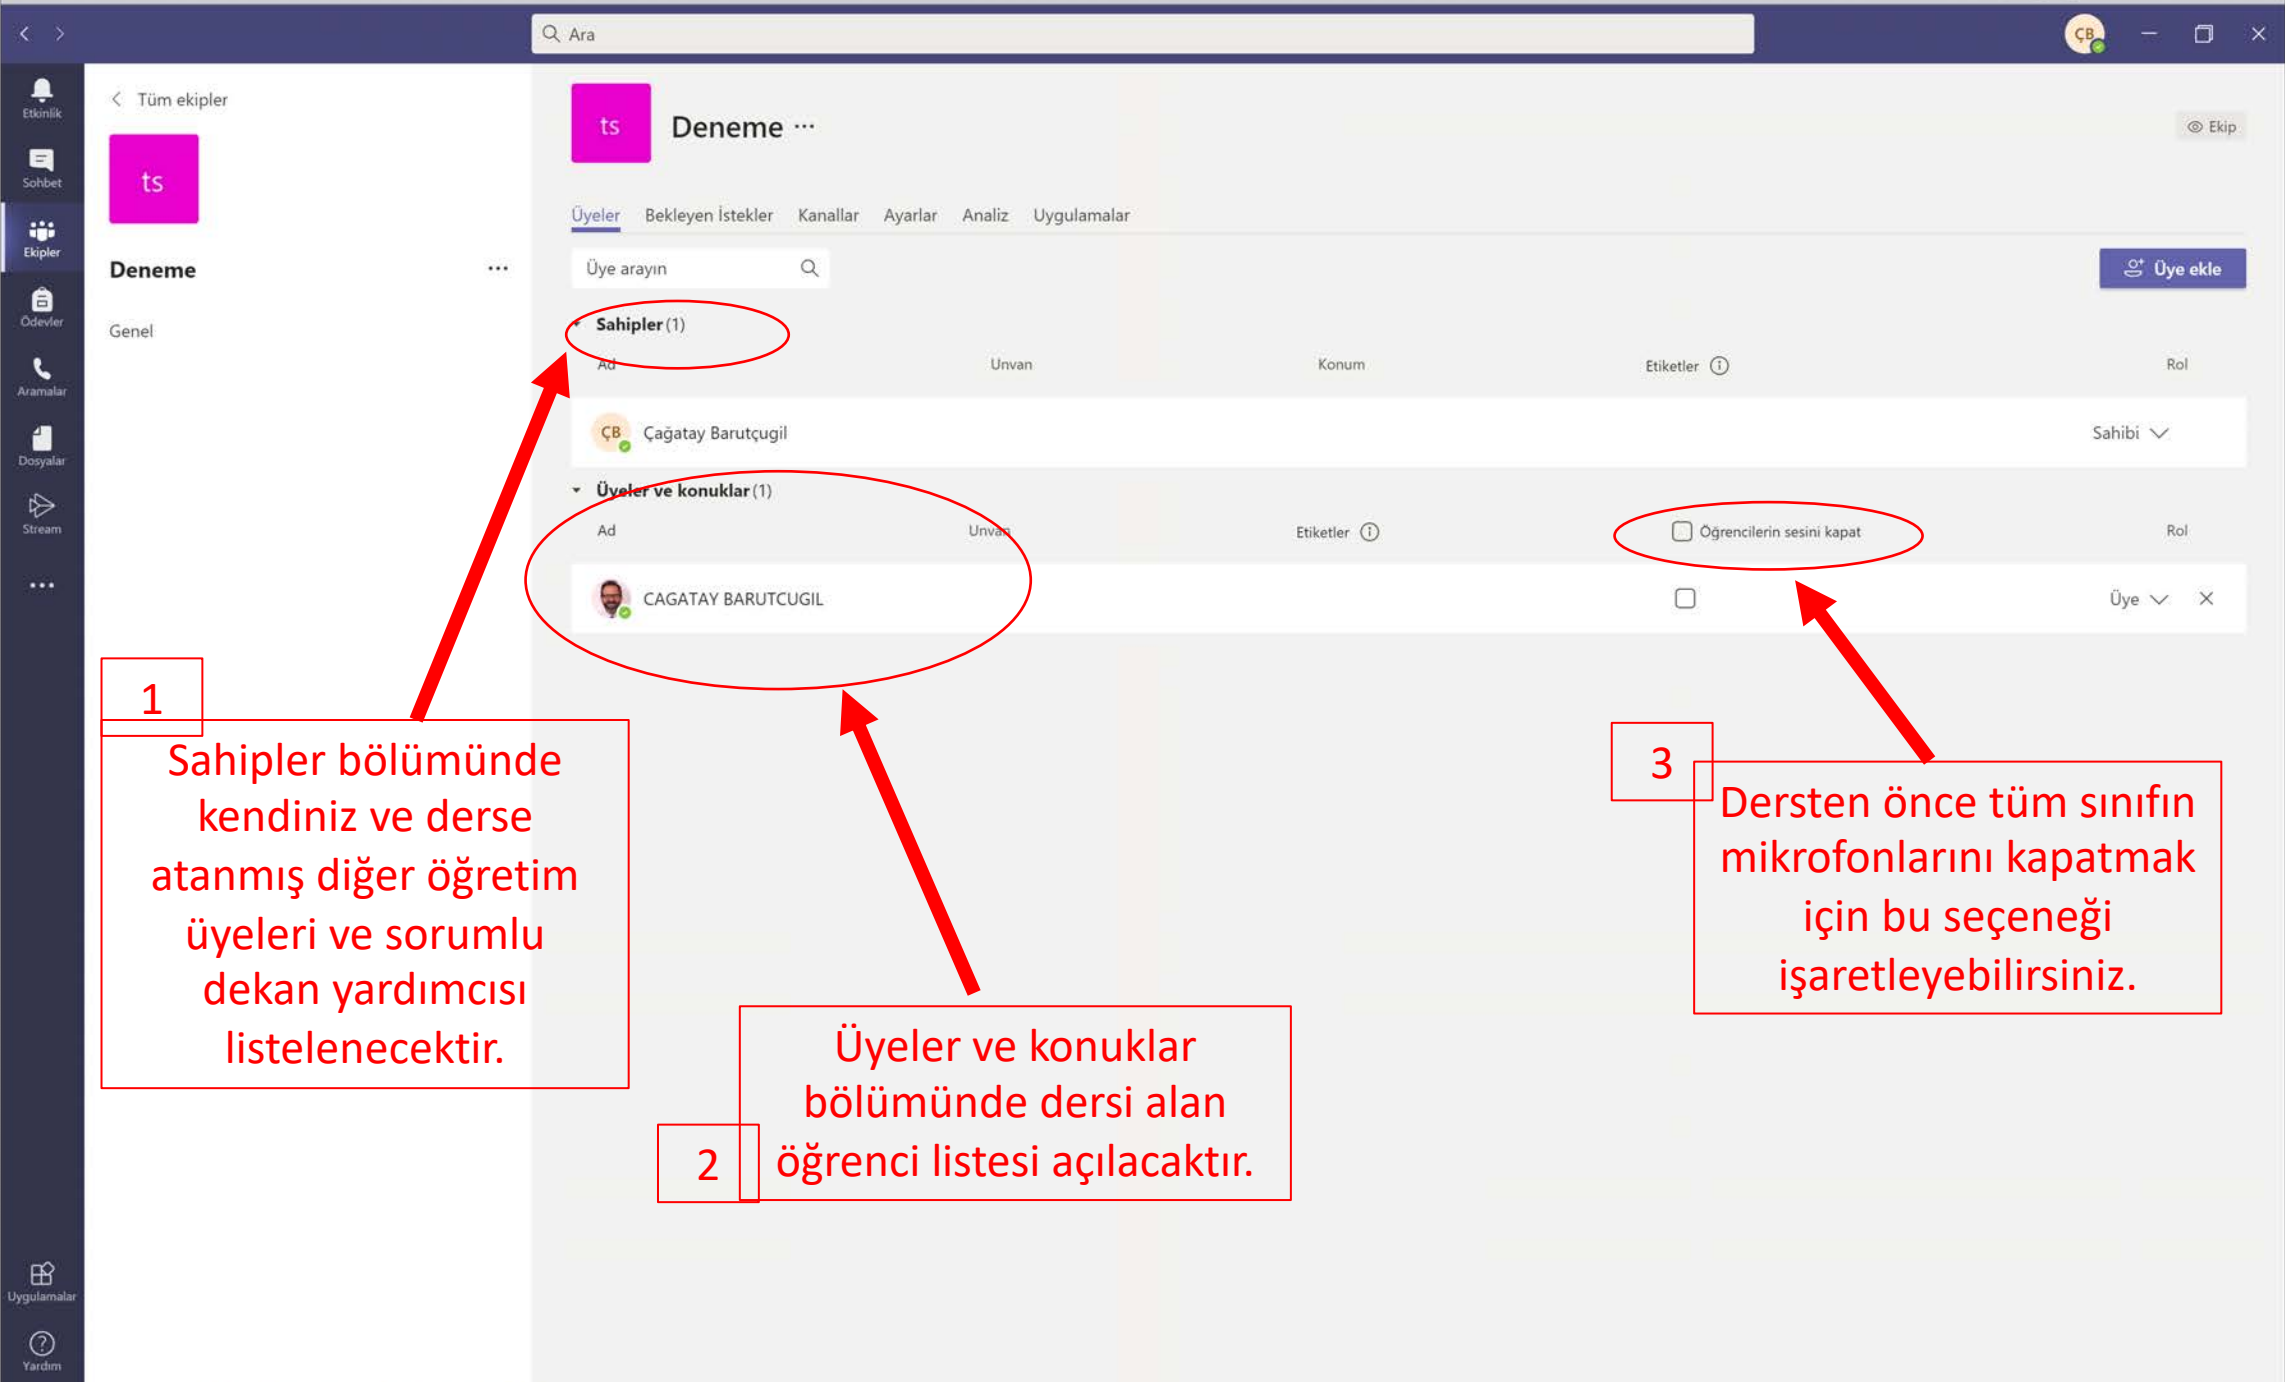 Ara
ÇB
Etkinlik
Sohbet
Ekipler
Ödevler
Aramalar
Dosyalar
Stream
Uygulamalar
Yardım
Tüm ekipler
ts
Deneme
Genel
ts
Deneme
Ekip
Üyeler Bekleyen İstekler Kanallar Ayarlar Analiz Uygulamalar
Üye arayın
Üye ekle
Sahipler (1)
Ad Unvan Konum Etiketler Rol
ÇB Çağatay Barutçugil Sahibi
Üyeler ve konuklar (1)
Ad Unvan Etiketler Öğrencilerin sesini kapat Rol
CAGATAY BARUTCUGIL Üye
1
Sahipler bölümünde
kendiniz ve derse
atanmış diğer öğretim
üyeleri ve sorumlu
dekan yardımcısı
listelenecektir.
2
Üyeler ve konuklar
bölümünde dersi alan
öğrenci listesi açılacaktır.
3
Dersten önce tüm sınıfın
mikrofonlarını kapatmak
için bu seçeneği
işaretleyebilirsiniz.